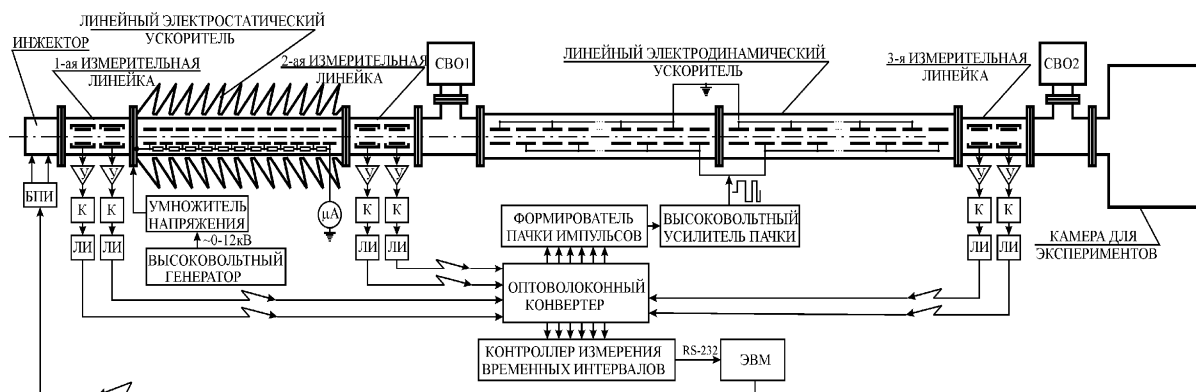 ЛИНЕЙНЫЙ ЭЛЕКТРОСТАТИЧЕСКИЙ
УСКОРИТЕЛЬ
ИНЖЕКТОР
1-ая ИЗМЕРИТЕЛЬНАЯ
ЛИНЕЙКА
2-ая ИЗМЕРИТЕЛЬНАЯ
ЛИНЕЙКА
СВО1
ЛИНЕЙНЫЙ ЭЛЕКТРОДИНАМИЧЕСКИЙ
УСКОРИТЕЛЬ
3-я ИЗМЕРИТЕЛЬНАЯ
ЛИНЕЙКА
СВО2
У
У
У
У
У
У
БПИ
К
К
К
К
К
К
ЛИ
ЛИ
ЛИ
ЛИ
ЛИ
ЛИ
УМНОЖИТЕЛЬ
НАПРЯЖЕНИЯ
~0-12кВ
ВЫСОКОВОЛЬТНЫЙ
ГЕНЕРАТОР
μА
ФОРМИРОВАТЕЛЬ
ПАЧКИ ИМПУЛЬСОВ
ВЫСОКОВОЛЬТНЫЙ
УСИЛИТЕЛЬ ПАЧКИ
КАМЕРА ДЛЯ
ЭКСПЕРИМЕНТОВ
ОПТОВОЛОКОННЫЙ
КОНВЕРТЕР
КОНТРОЛЛЕР ИЗМЕРЕНИЯ
ВРЕМЕННЫХ ИНТЕРВАЛОВ
RS-232
ЭВМ